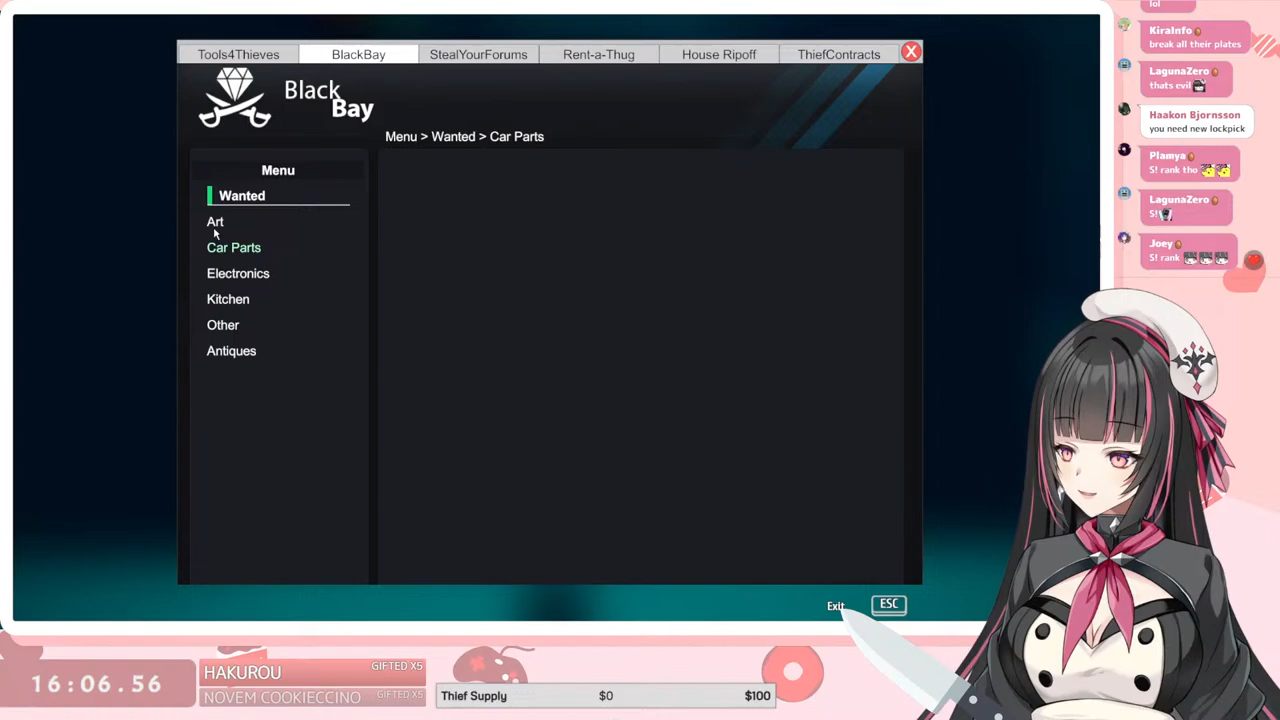 Tools4Thieves
BlackBay
StealYourForums
Rent-a-Thug
House Ripoff
ThiefContracts
X
Black
Bay
Menu > Wanted > Car Parts
Menu
Wanted
Art
Car Parts
Electronics
Kitchen
Other
Antiques
Exit
ESC
lol
KiraInfo
break all their plates
LagunaZero
thats evil
Haakon Bjornsson
you need new lockpick
Plamya
S! rank tho
LagunaZero
S!
Joey
S! rank
16:06.56
HAKUROU
GIFTED X5
NOVEM COOKIECCINO
GIFTED X5
Thief Supply
$0
$100